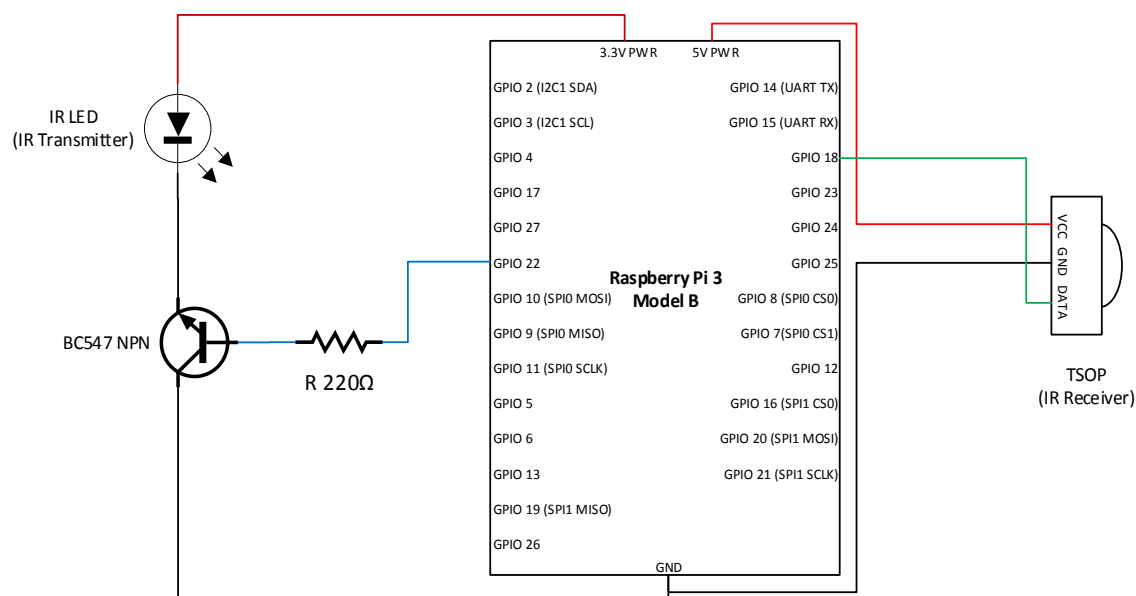 3.3V PWR
5V PWR
IR LED
(IR Transmitter)
GPIO 2 (I2C1 SDA)
GPIO 3 (I2C1 SCL)
GPIO 4
GPIO 17
GPIO 27
GPIO 22
GPIO 10 (SPI0 MOSI)
GPIO 9 (SPI0 MISO)
GPIO 11 (SPI0 SCLK)
GPIO 5
GPIO 6
GPIO 13
GPIO 19 (SPI1 MISO)
GPIO 26
Raspberry Pi 3
Model B
GPIO 14 (UART TX)
GPIO 15 (UART RX)
GPIO 18
GPIO 23
GPIO 24
GPIO 25
GPIO 8 (SPI0 CS0)
GPIO 7(SPI0 CS1)
GPIO 12
GPIO 16 (SPI1 CS0)
GPIO 20 (SPI1 MOSI)
GPIO 21 (SPI1 SCLK)
GND
BC547 NPN
R 220Ω
VCC GND DATA
TSOP
(IR Receiver)